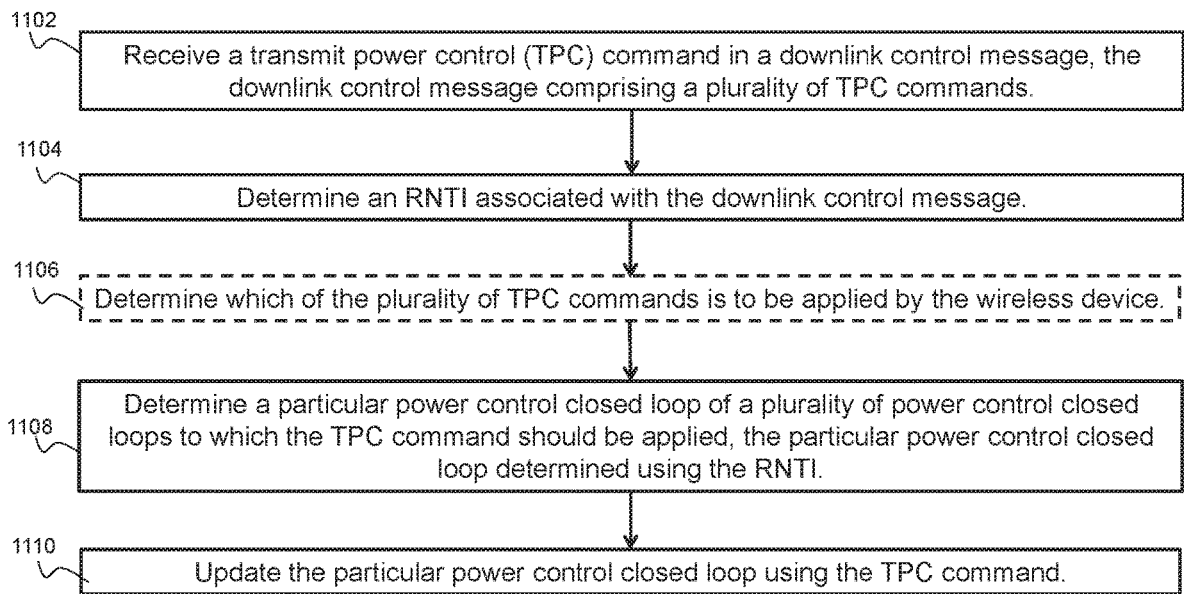 1102
Receive a transmit power control (TPC) command in a downlink control message, the
downlink control message comprising a plurality of TPC commands.
1104
Determine an RNTI associated with the downlink control message.
1106
Determine which of the plurality of TPC commands is to be applied by the wireless device.
1108
Determine a particular power control closed loop of a plurality of power control closed
loops to which the TPC command should be applied, the particular power control closed
loop determined using the RNTI.
1110
Update the particular power control closed loop using the TPC command.